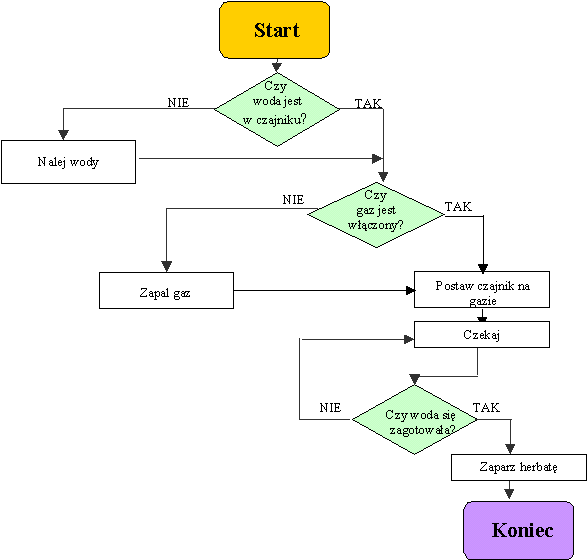 Start
Czy
woda jest
w czajniku?
NIE
TAK
Nalej wody
Czy
gaz jest
włączony?
NIE
TAK
Zapal gaz
Postaw czajnik na
gazie
Czekaj
Czy woda się
zagotowała?
NIE
TAK
Zaparz herbatę
Koniec